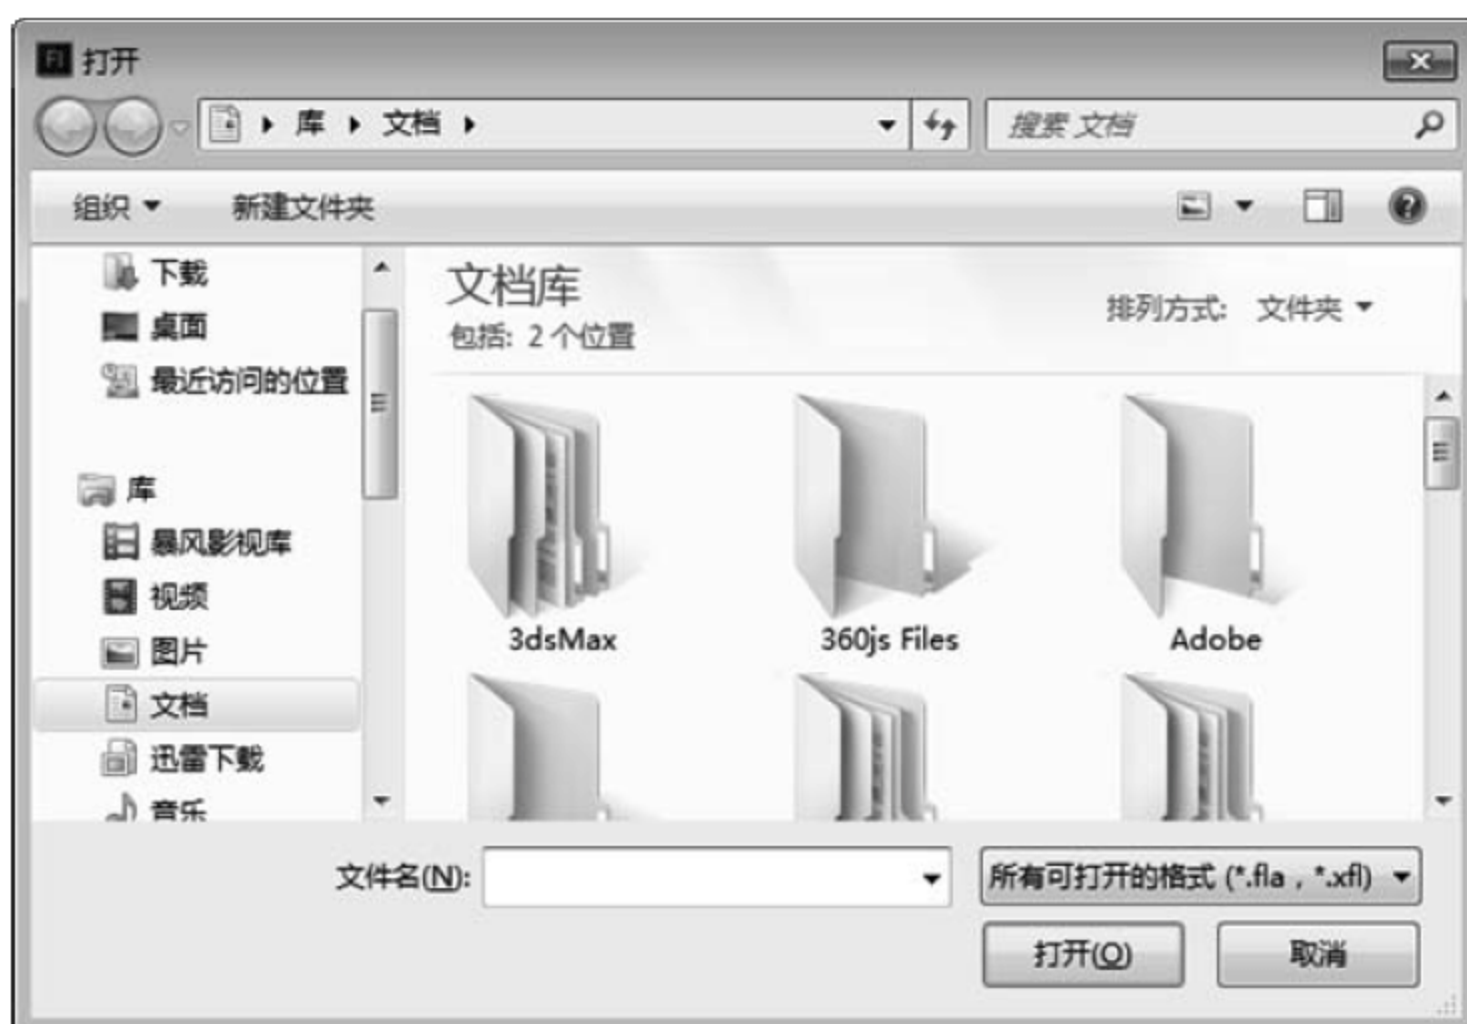 Fl 打开
库 文档 搜索 文档
组织 新建文件夹
下载
桌面
最近访问的位置
库
暴风影视库
视频
图片
文档
迅雷下载
音乐
文档库
包括: 2 个位置
排列方式: 文件夹
3dsMax 360js Files Adobe
文件名(N): 所有可打开的格式 (*.fla , *.xfl)
打开(O) 取消